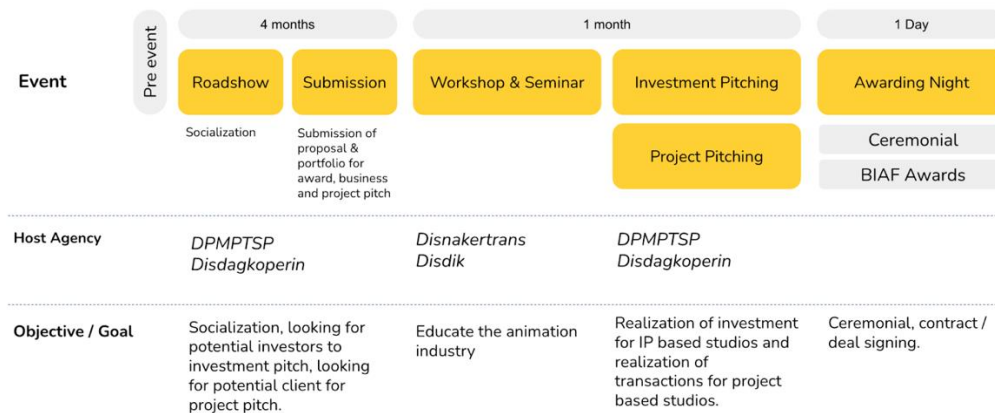 4 months
1 month
1 Day
Event
Pre event
Roadshow
Submission
Workshop & Seminar
Investment Pitching
Awarding Night
Socialization
Submission of
proposal &
portfolio for
award, business
and project pitch
Project Pitching
Ceremonial
BIAF Awards
Host Agency
DPMPTSP
Disdagkoperin
Disnakertrans
Disdik
DPMPTSP
Disdagkoperin
Objective / Goal
Socialization, looking for
potential investors to
investment pitch, looking
for potential client for
project pitch.
Educate the animation
industry
Realization of investment
for IP based studios and
realization of
transactions for project
based studios.
Ceremonial, contract /
deal signing.